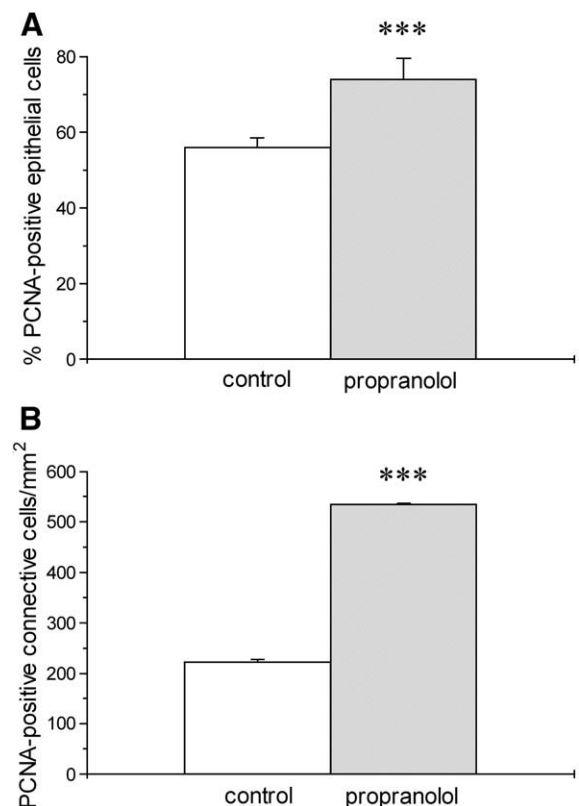 A
***
% PCNA-positive epithelial cells
80
60
40
20
0
control propranolol
B
***
PCNA-positive connective cells/mm²
600
500
400
300
200
100
0
control propranolol